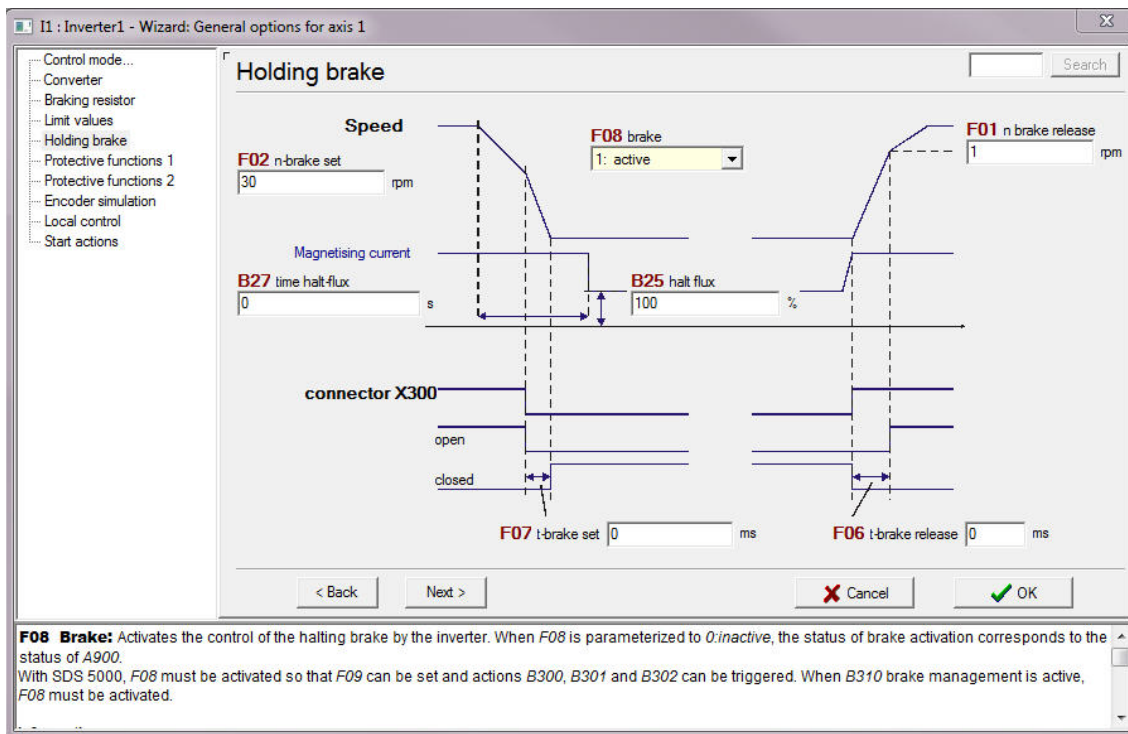 I1 : Inverter1 - Wizard: General options for axis 1
Control mode...
Converter
Braking resistor
Limit values
Holding brake
Protective functions 1
Protective functions 2
Encoder simulation
Local control
Start actions
Holding brake
Search
Speed
F08 brake
1: active
F01 n brake release
1 rpm
F02 n-brake set
30 rpm
Magnetising current
B27 time halt-flux
0 s
B25 halt flux
100 %
connector X300
open
closed
F07 t-brake set 0 ms
F06 t-brake release 0 ms
< Back
Next >
Cancel
OK
F08 Brake: Activates the control of the halting brake by the inverter. When F08 is parameterized to 0:inactive, the status of brake activation corresponds to the
status of A900.
With SDS 5000, F08 must be activated so that F09 can be set and actions B300, B301 and B302 can be triggered. When B310 brake management is active,
F08 must be activated.